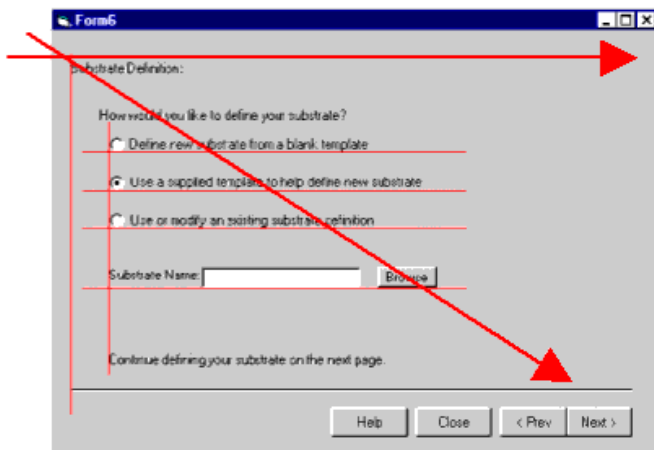 Form6
Substrate Definition:
How would you like to define your substrate?
Define new substrate from a blank template
Use a supplied template to help define new substrate
Use or modify an existing substrate definition
Substrate Name:
Browse
Continue defining your substrate on the next page.
Help Close < Prev Next >